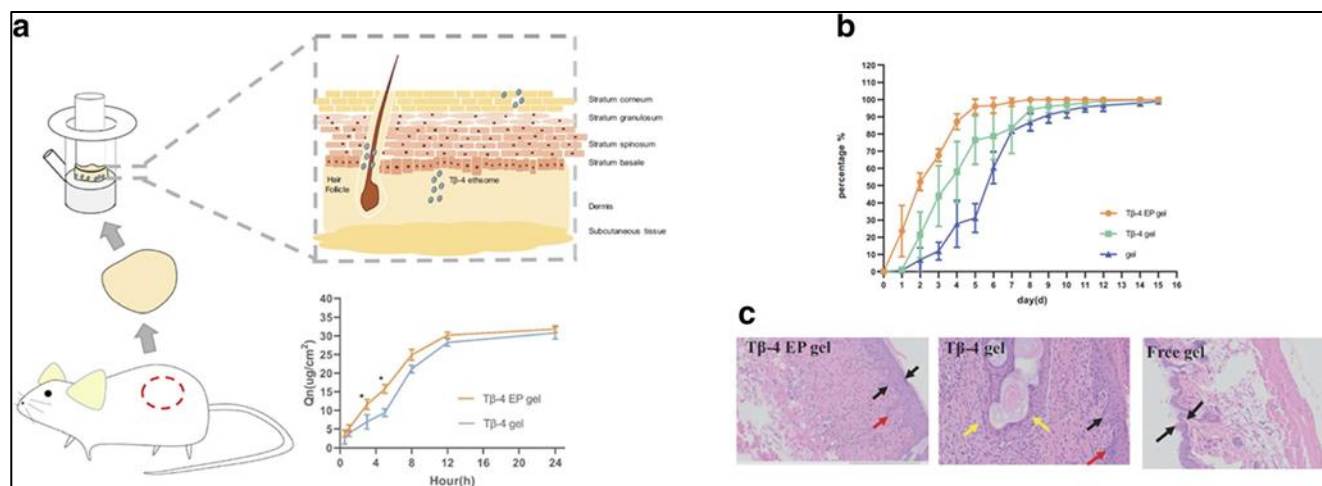 a
Stratum corneum
Stratum granulosum
Stratum spinosum
Stratum basale
Hair
Follicle
Tβ-4 ethsome
Dermis
Subcutaneous tissue
Qn(ug/cm²)
40
35
30
25
20
15
10
5
0
*
*
Tβ-4 EP gel
Tβ-4 gel
0 4 8 12 16 20 24
Hour(h)
b
percentage %
120
110
100
90
80
70
60
50
40
30
20
10
0
Tβ-4 EP gel
Tβ-4 gel
gel
0 1 2 3 4 5 6 7 8 9 10 11 12 13 14 15 16
day(d)
c
Tβ-4 EP gel
Tβ-4 gel
Free gel